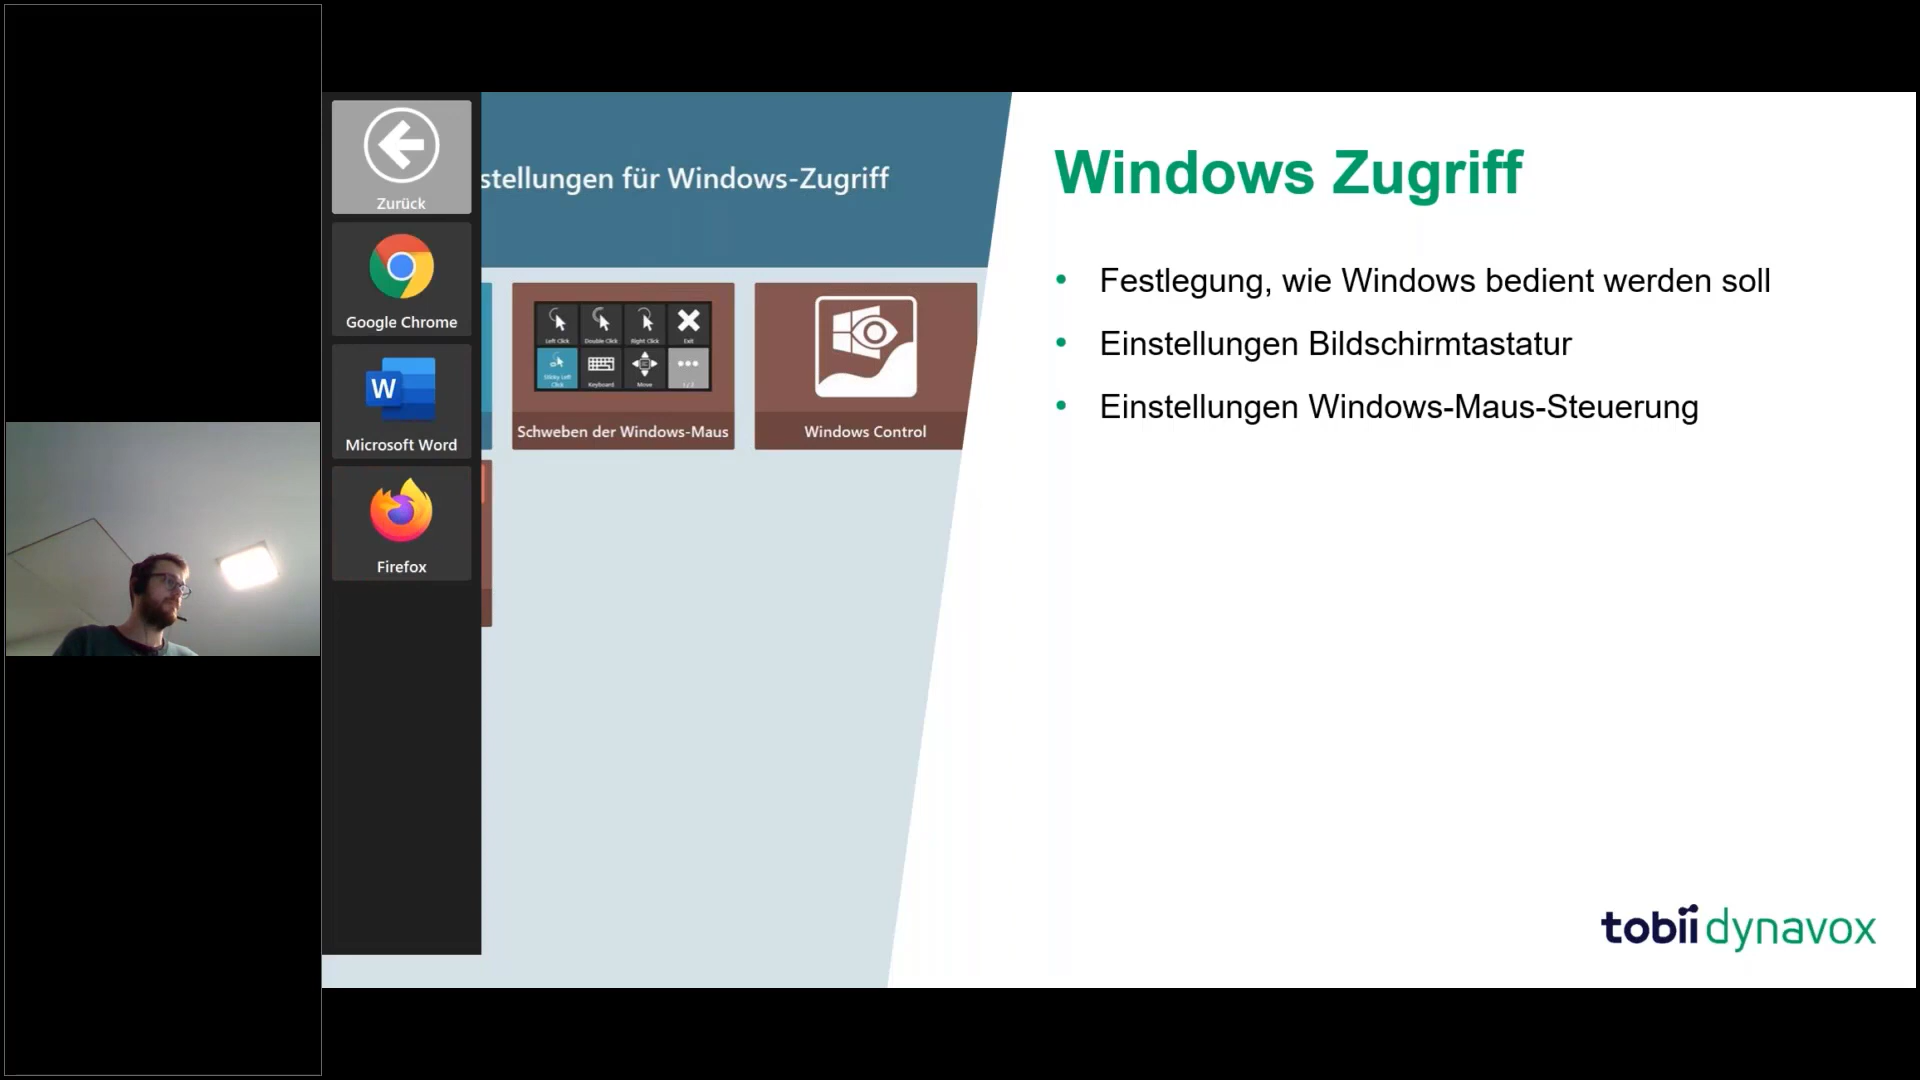 Zurück
Google Chrome
Microsoft Word
Firefox
stellungen für Windows-Zugriff
Left Click
Double Click
Right Click
Exit
Sticky Left
Click
Keyboard
Move
1 / 2
Schweben der Windows-Maus
Windows Control
Windows Zugriff
• Festlegung, wie Windows bedient werden soll
• Einstellungen Bildschirmtastatur
• Einstellungen Windows-Maus-Steuerung
tobii dynavox